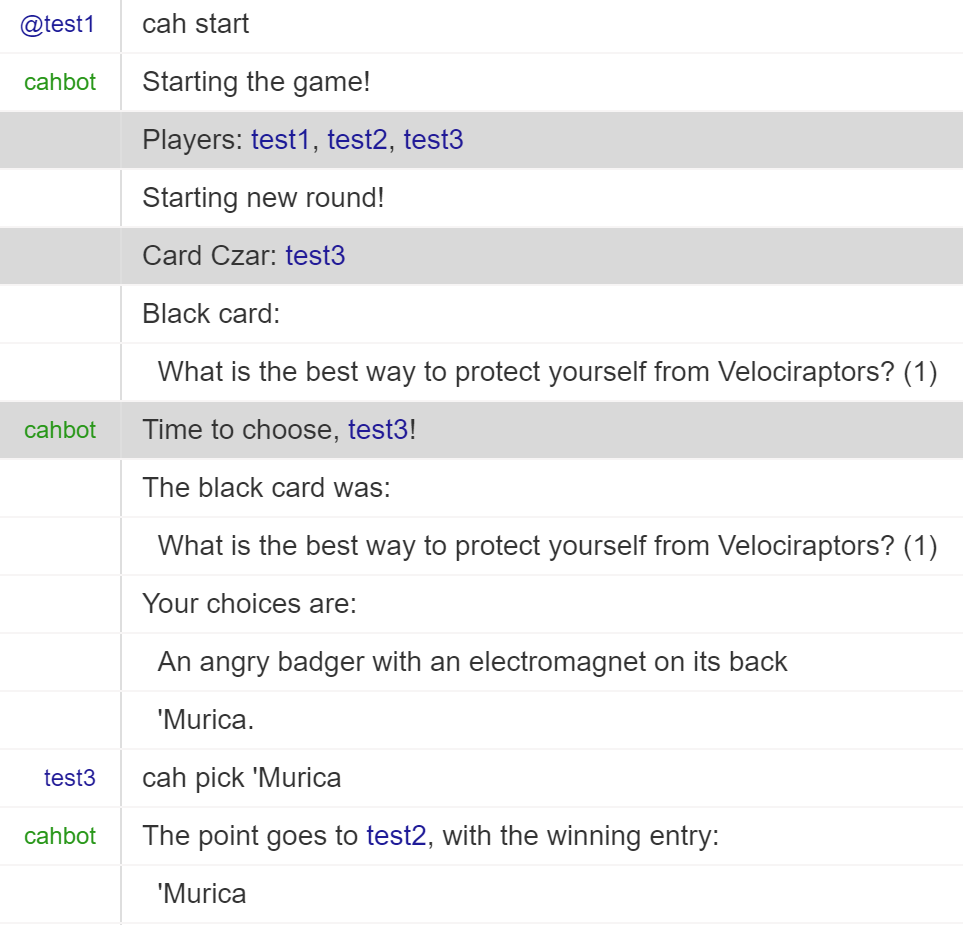 @test1 cah start
cahbot Starting the game!
Players: test1, test2, test3
Starting new round!
Card Czar: test3
Black card:
What is the best way to protect yourself from Velociraptors? (1)
cahbot Time to choose, test3!
The black card was:
What is the best way to protect yourself from Velociraptors? (1)
Your choices are:
An angry badger with an electromagnet on its back
'Murica.
test3 cah pick 'Murica
cahbot The point goes to test2, with the winning entry:
'Murica